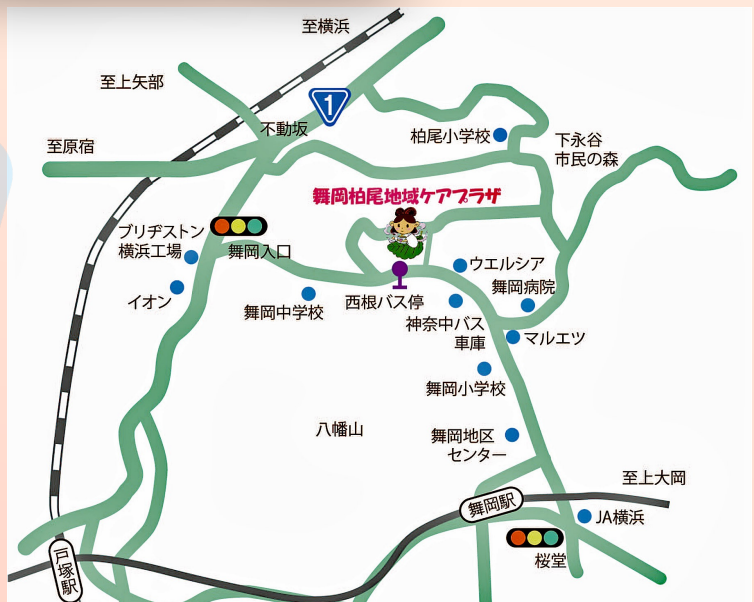 至横浜
至上矢部
1
不動坂
至原宿
柏尾小学校
下永谷
市民の森
舞岡柏尾地域ケアプラザ
ブリヂストン
横浜工場
舞岡入口
イオン
舞岡中学校
西根バス停
ウエルシア
舞岡病院
神奈中バス
車庫
マルエツ
舞岡小学校
八幡山
舞岡地区
センター
至上大岡
舞岡駅
JA横浜
桜堂
戸塚駅